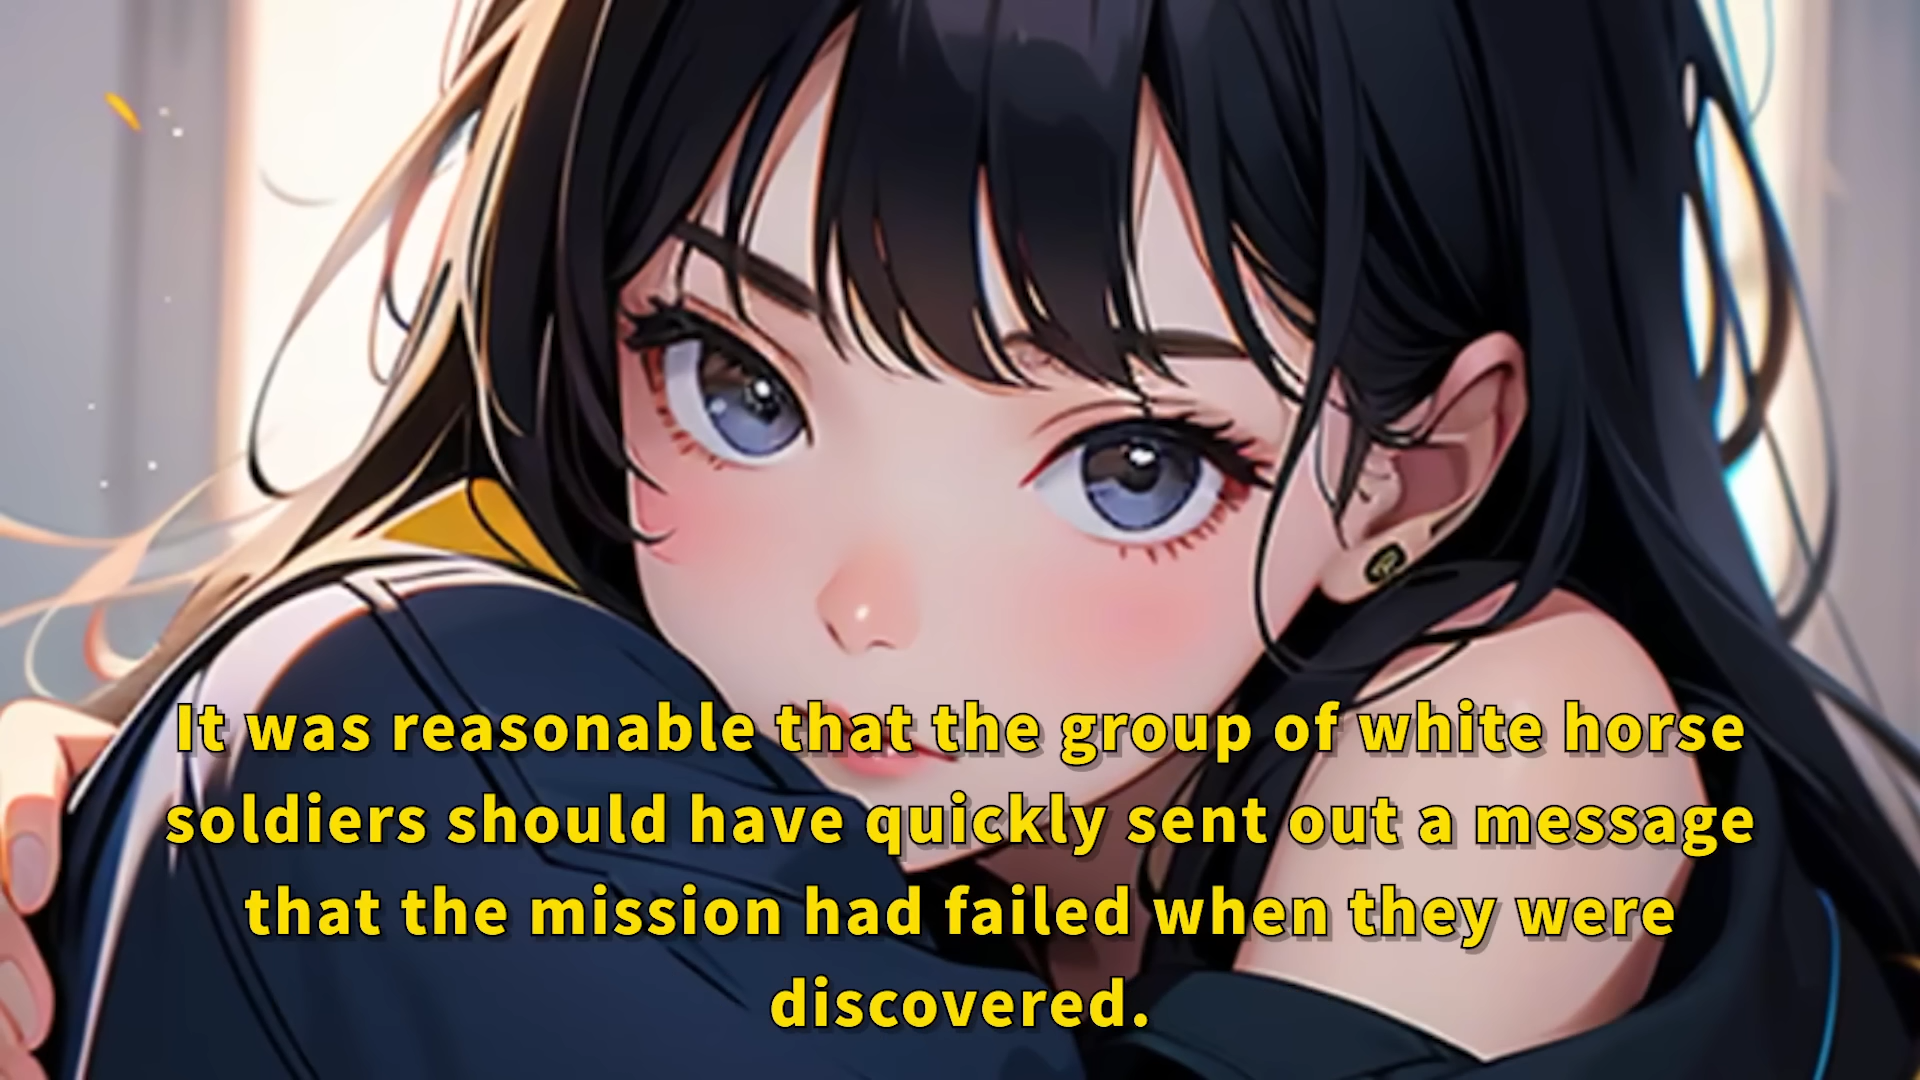 It was reasonable that the group of white horse
soldiers should have quickly sent out a message
that the mission had failed when they were
discovered.